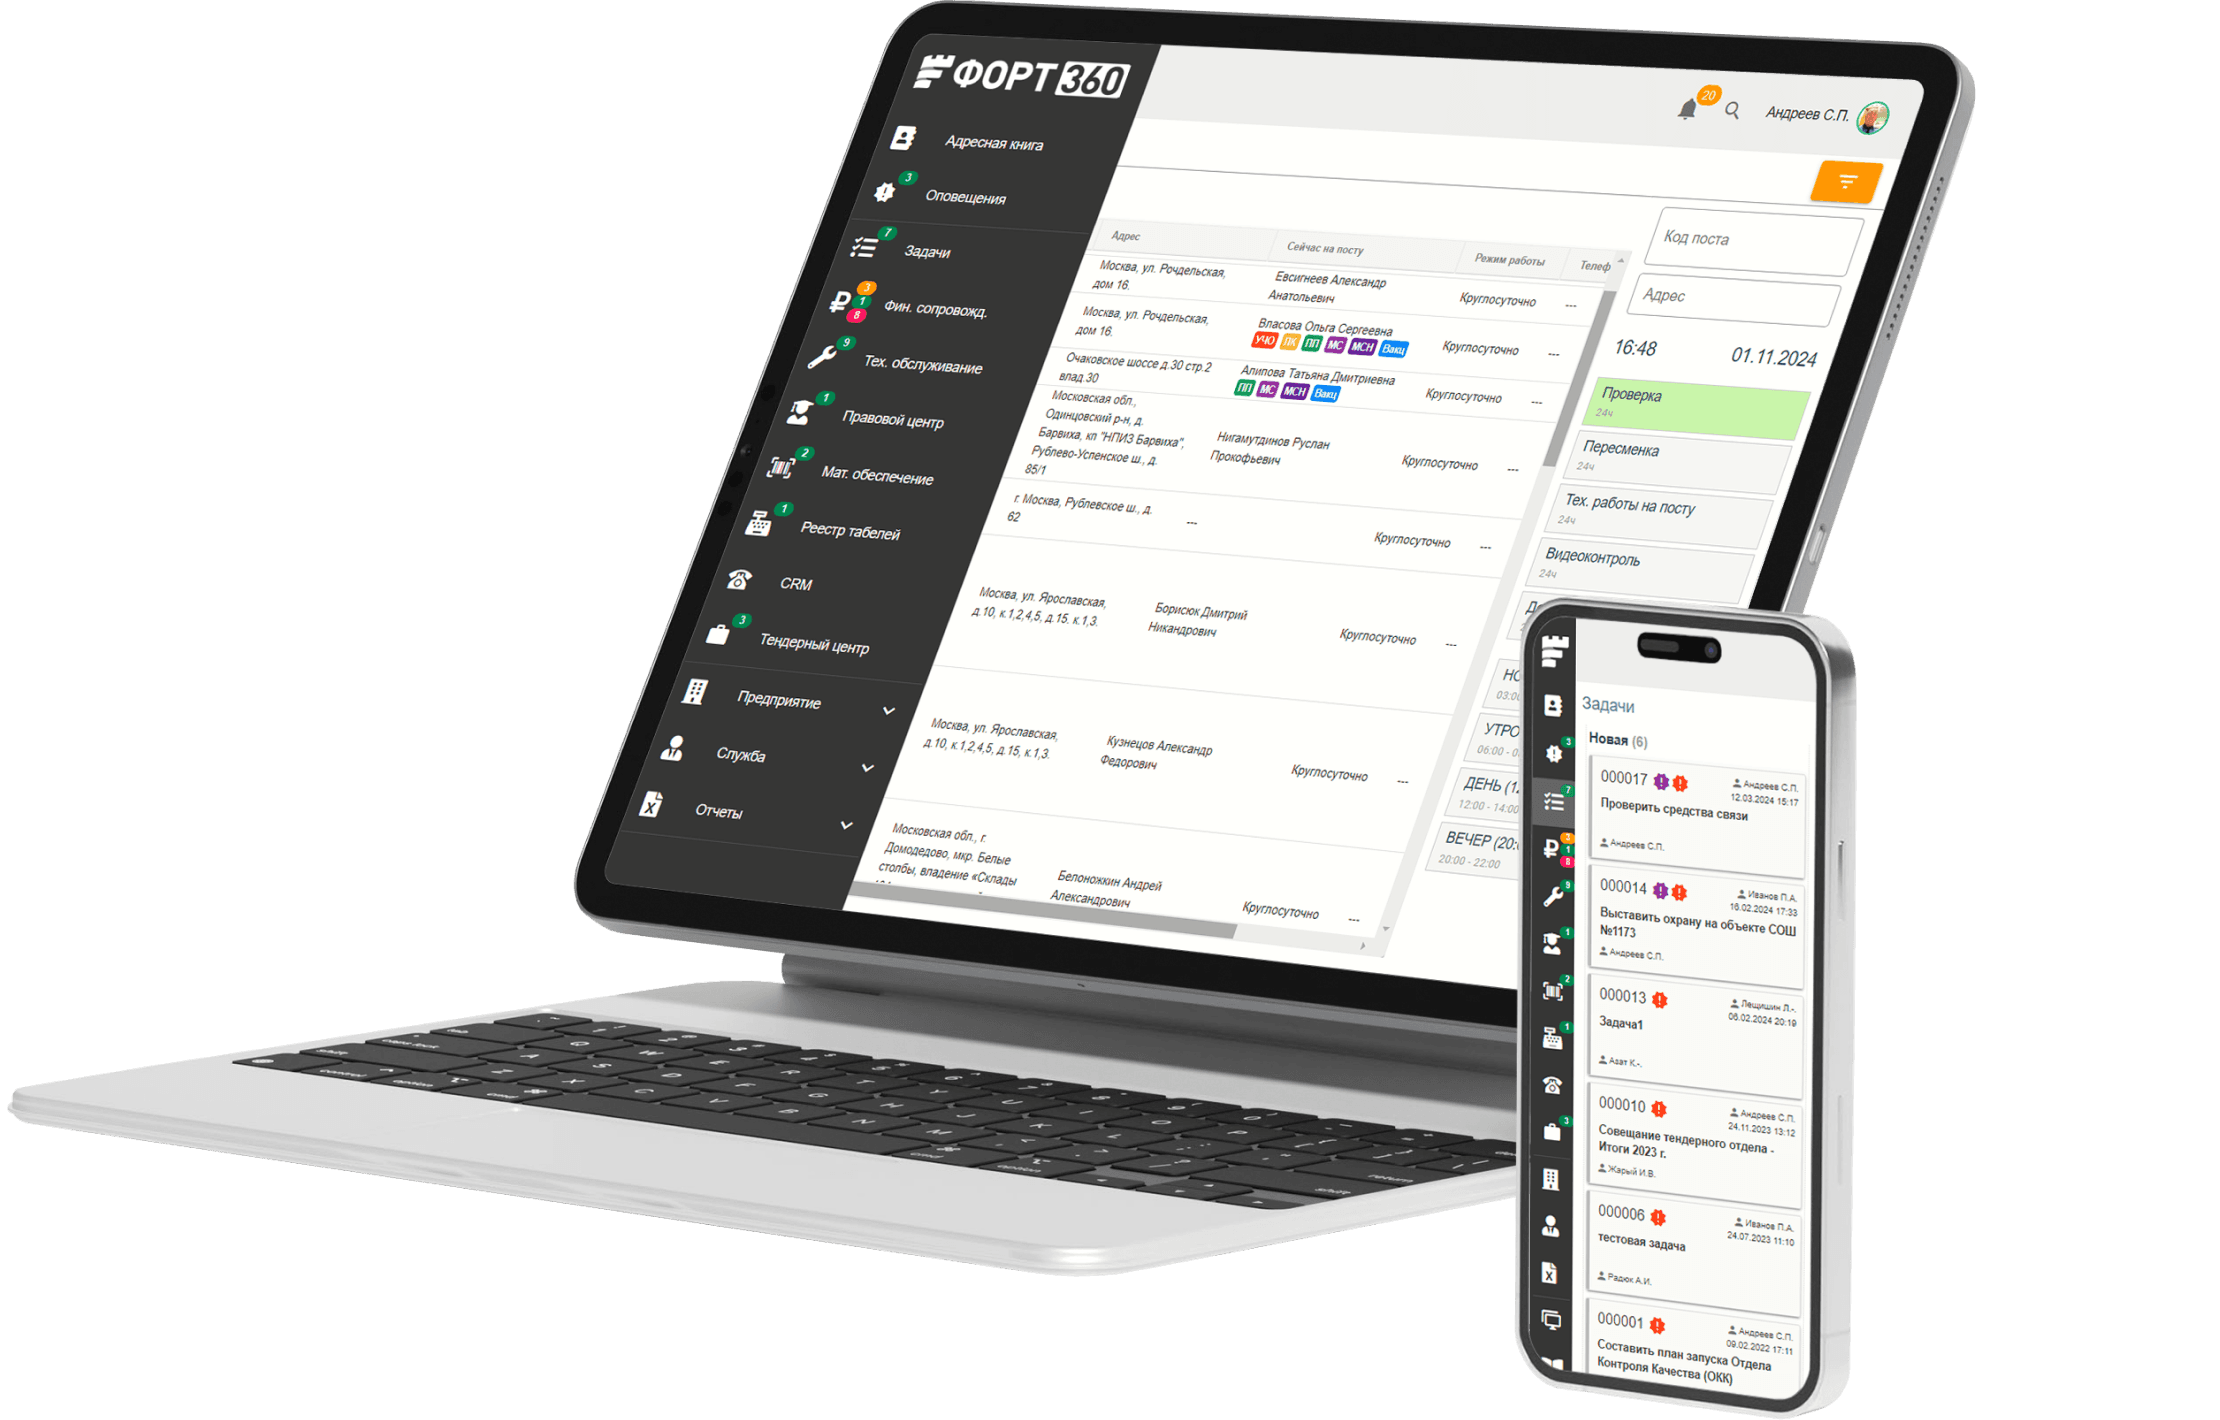 ФОРТ 360
Адресная книга
3
Оповещения
7
Задачи
3
1
8
Фин. сопровожд.
9
Тех. обслуживание
1
Правовой центр
2
Мат. обеспечение
1
Реестр табелей
CRM
3
Тендерный центр
Предприятие
Служба
Отчеты
20
Андреев С.П.
Адрес
Сейчас на посту
Режим работы
Телеф
Москва, ул. Рочдельская,
дом 16.
Евсигнеев Александр
Анатольевич
Круглосуточно
---
Москва, ул. Рочдельская,
дом 16.
Власова Ольга Сергеевна
УЧО ЛК ПП МС МСН Вакц
Круглосуточно
---
Очаковское шоссе д.30 стр.2
влад.30
Алипова Татьяна Дмитриевна
ПП МС МСН Вакц
Круглосуточно
---
Московская обл.,
Одинцовский р-н, д.
Барвиха, кп "НПИЗ Барвиха",
Рублево-Успенское ш., д.
85/1
Нигамутдинов Руслан
Прокофьевич
Круглосуточно
---
г. Москва, Рублевское ш., д.
62
---
Круглосуточно
---
Москва, ул. Ярославская,
д.10, к.1,2,4,5, д.15. к.1,3.
Борисюк Дмитрий
Никандрович
Круглосуточно
---
Москва, ул. Ярославская,
д.10, к.1,2,4,5, д.15, к.1,3.
Кузнецов Александр
Федорович
Круглосуточно
---
Московская обл., г.
Домодедово, мкр. Белые
столбы, владение «Склады
Белоножкин Андрей
Александрович
Круглосуточно
---
Код поста
Адрес
16:48
01.11.2024
Проверка
24ч
Пересменка
24ч
Тех. работы на посту
24ч
Видеоконтроль
24ч
НО
03:00
УТРО
06:00 - 0
ДЕНЬ (12
12:00 - 14:00
ВЕЧЕР (20:
20:00 - 22:00
3
7
3
1
8
9
1
2
1
3
Задачи
Новая (6)
000017
Андреев С.П.
12.03.2024 15:17
Проверить средства связи
Андреев С.П.
000014
Иванов П.А.
16.02.2024 17:33
Выставить охрану на объекте СОШ
№1173
Андреев С.П.
000013
Лещишин Л.-.
06.02.2024 20:19
Задача1
Азат К.-.
000010
Андреев С.П.
24.11.2023 13:12
Совещание тендерного отдела -
Итоги 2023 г.
Жарый И.В.
000006
Иванов П.А.
24.07.2023 11:10
тестовая задача
Радюк А.И.
000001
Андреев С.П.
09.02.2022 17:11
Составить план запуска Отдела
Контроля Качества (ОКК)